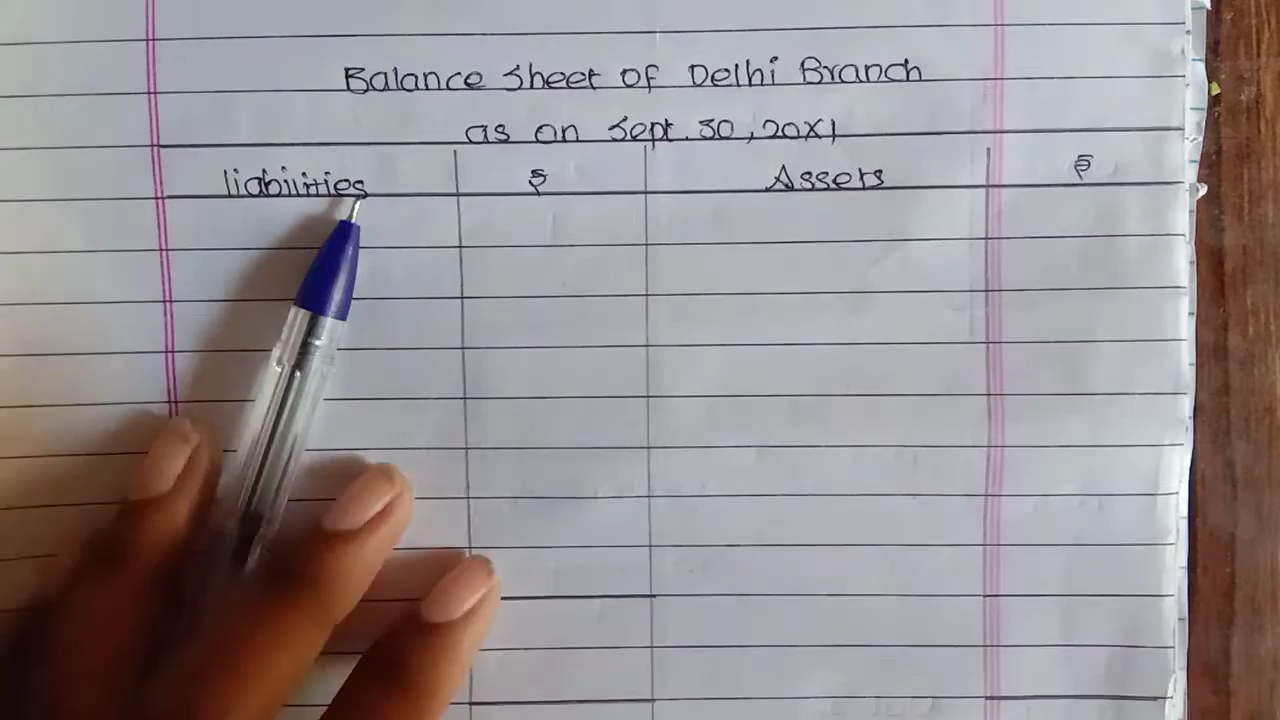 Balance Sheet of Delhi Branch
as on Sept. 30, 20X1
liabilities ₹ Assets ₹